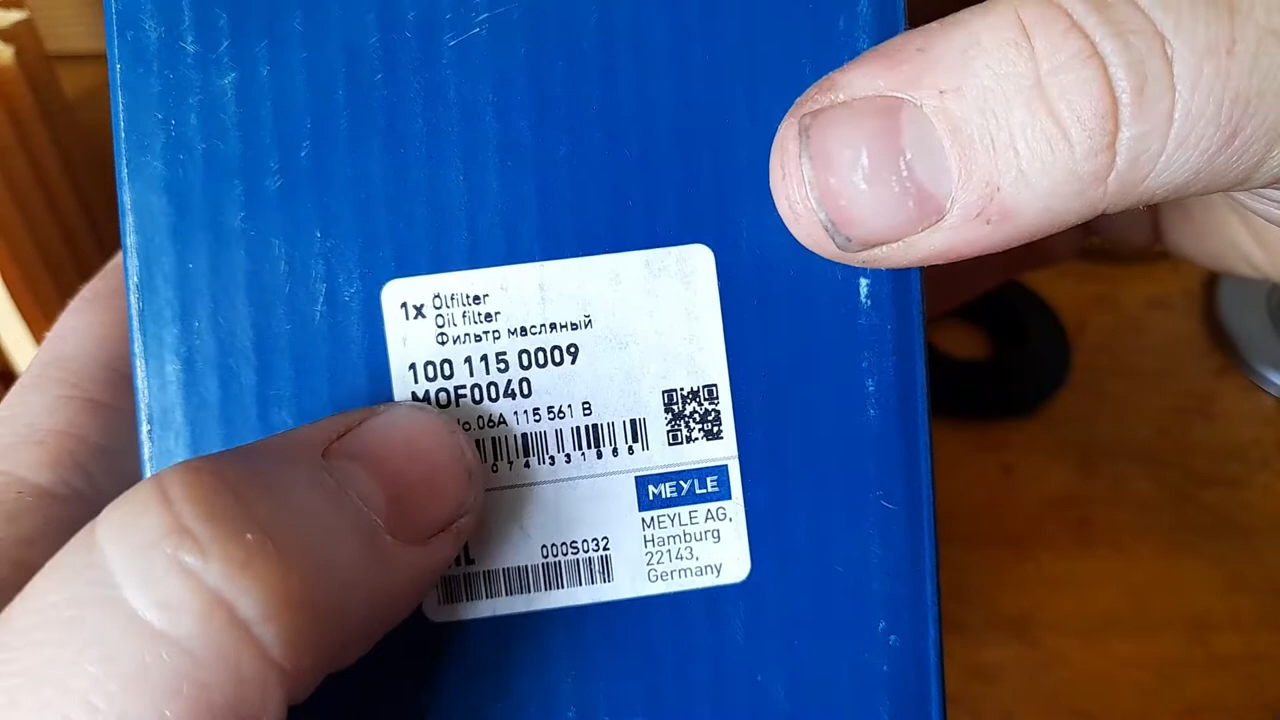 1x Ölfilter
Oil filter
Фильтр масляный
100 115 0009
MOF0040
06A 115 561 B
074331966
MEYLE
MEYLE AG,
Hamburg
22143,
Germany
000S032